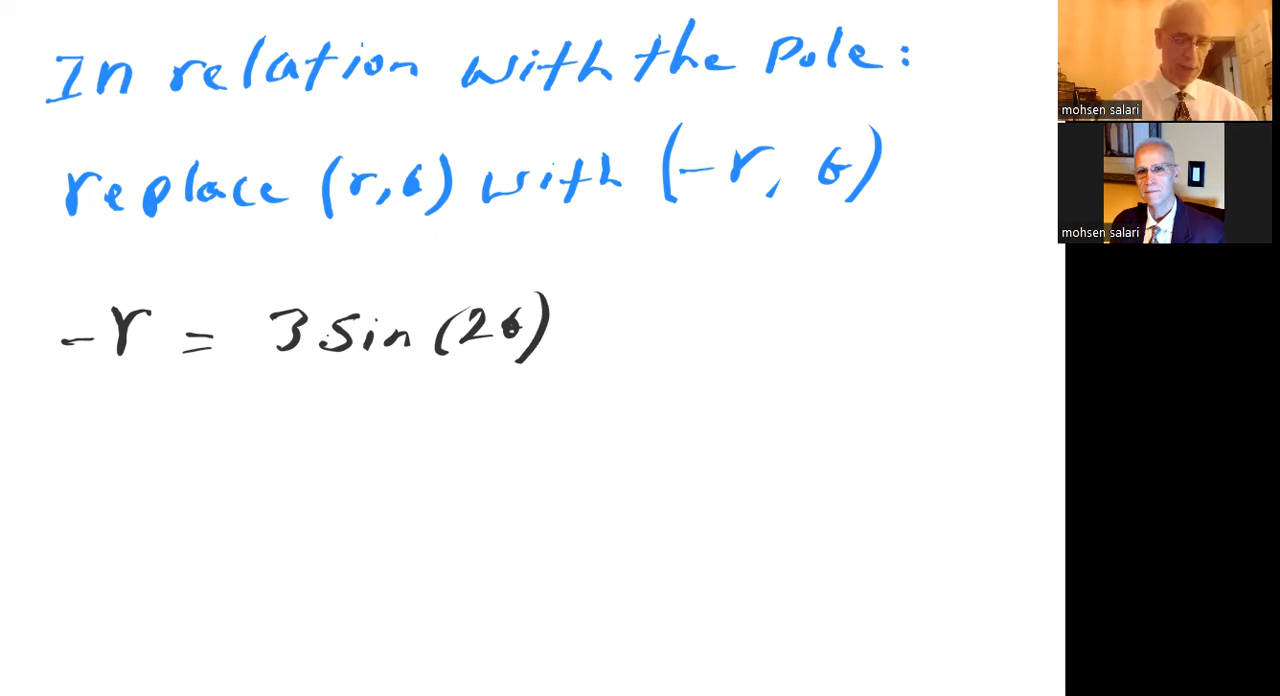 In relation with the pole:
replace (r, θ) with (-r, θ)
-r = 3 sin (2θ)
mohsen salari
mohsen salari